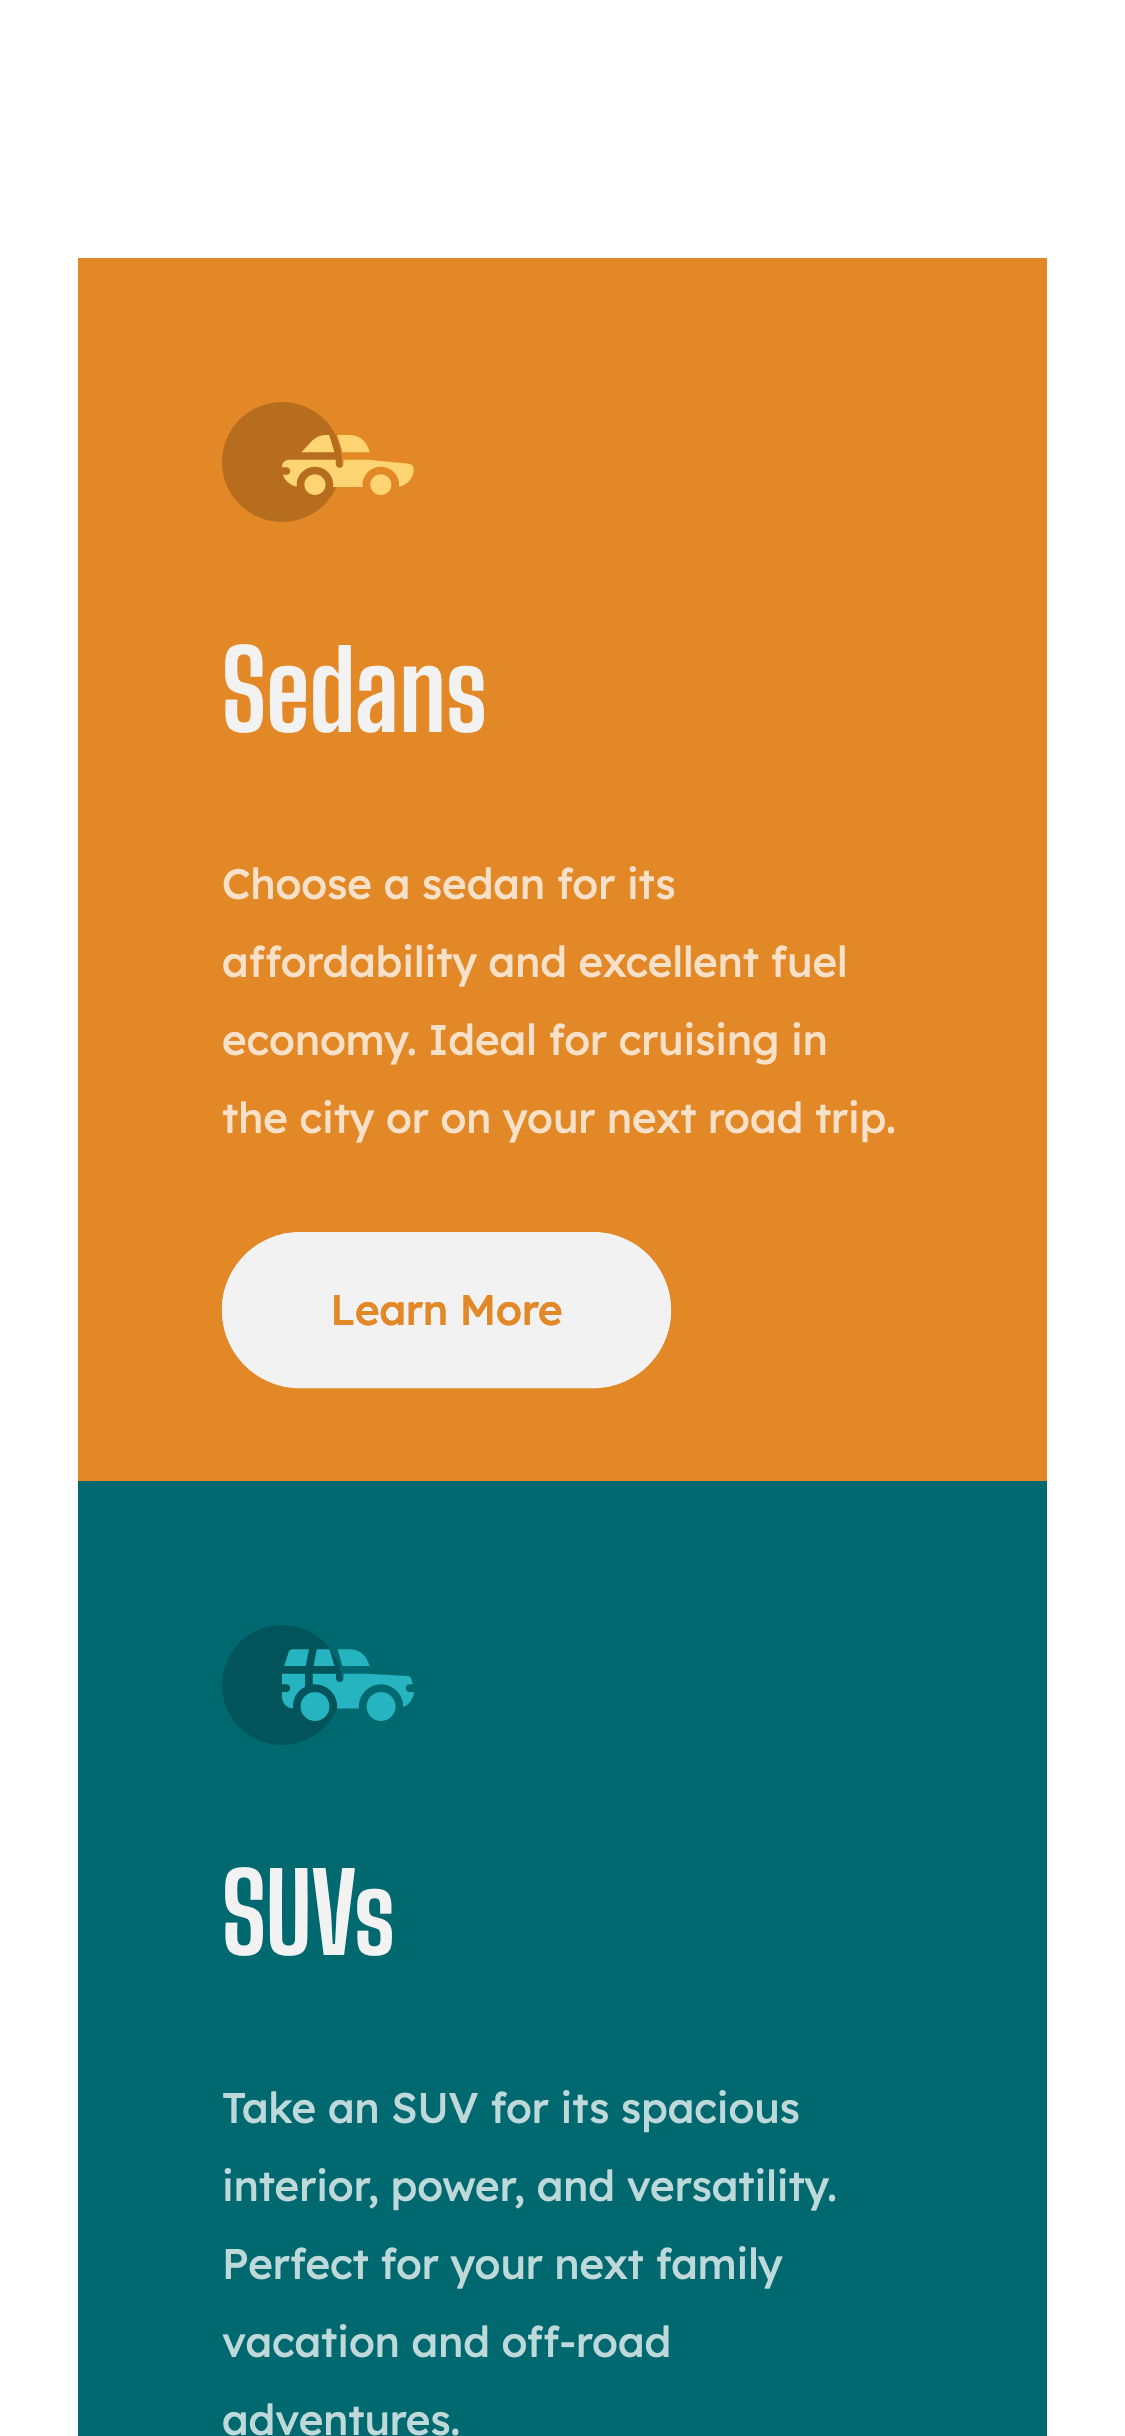 Sedans
Choose a sedan for its
affordability and excellent fuel
economy. Ideal for cruising in
the city or on your next road trip.
Learn More
SUVs
Take an SUV for its spacious
interior, power, and versatility.
Perfect for your next family
vacation and off-road
adventures.